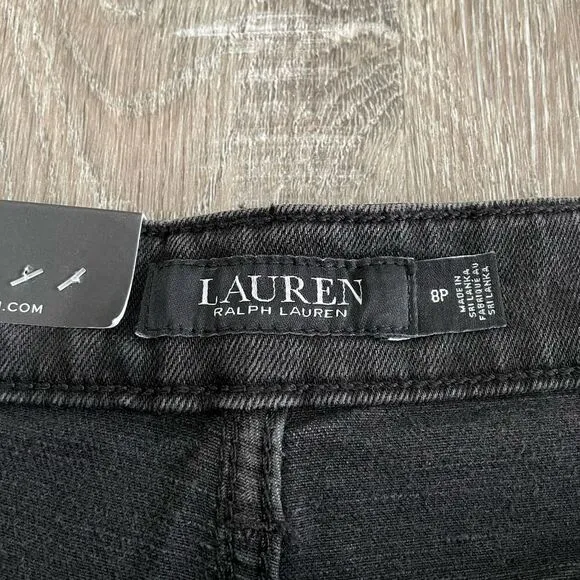 .COM
LAUREN
RALPH LAUREN
8P
MADE IN
SRI LANKA
FABRIQUÉ AU
SRI LANKA